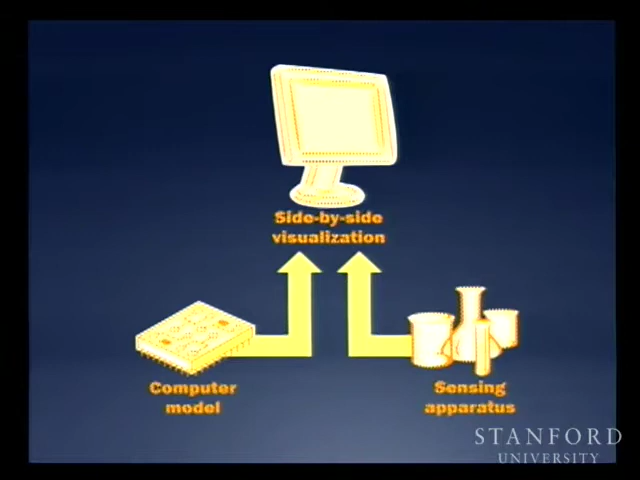 Side-by-side
visualization
Computer
model
Sensing
apparatus
STANFORD
UNIVERSITY